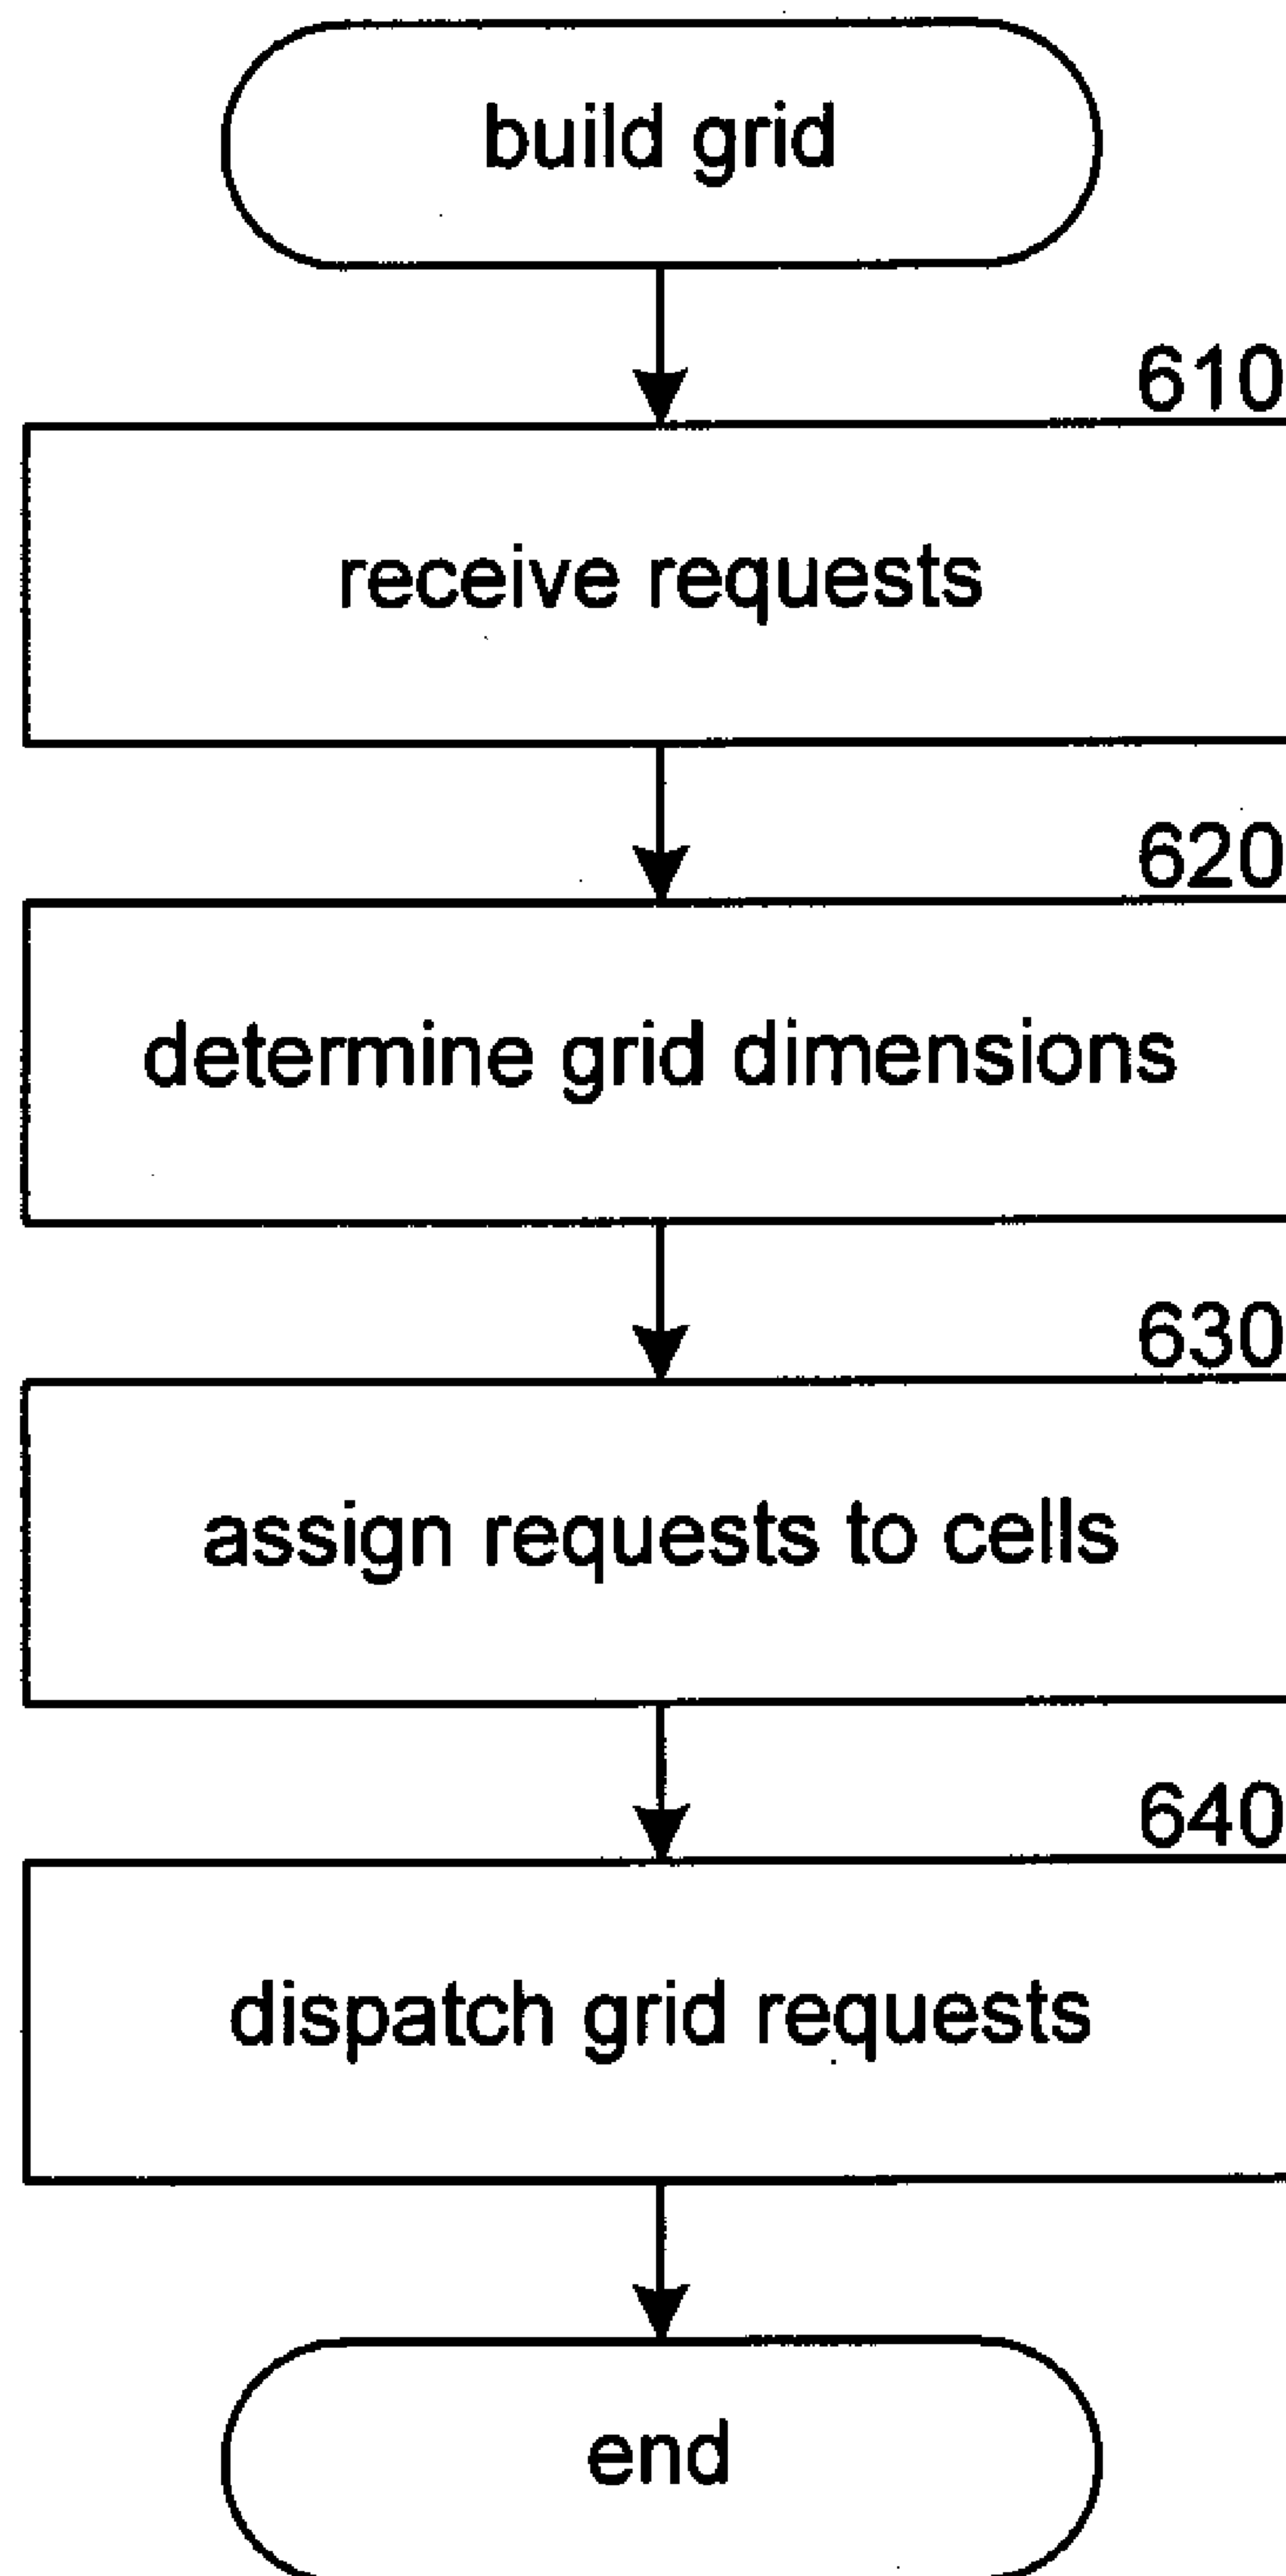 build grid
610
receive requests
620
determine grid dimensions
630
assign requests to cells
640
dispatch grid requests
end